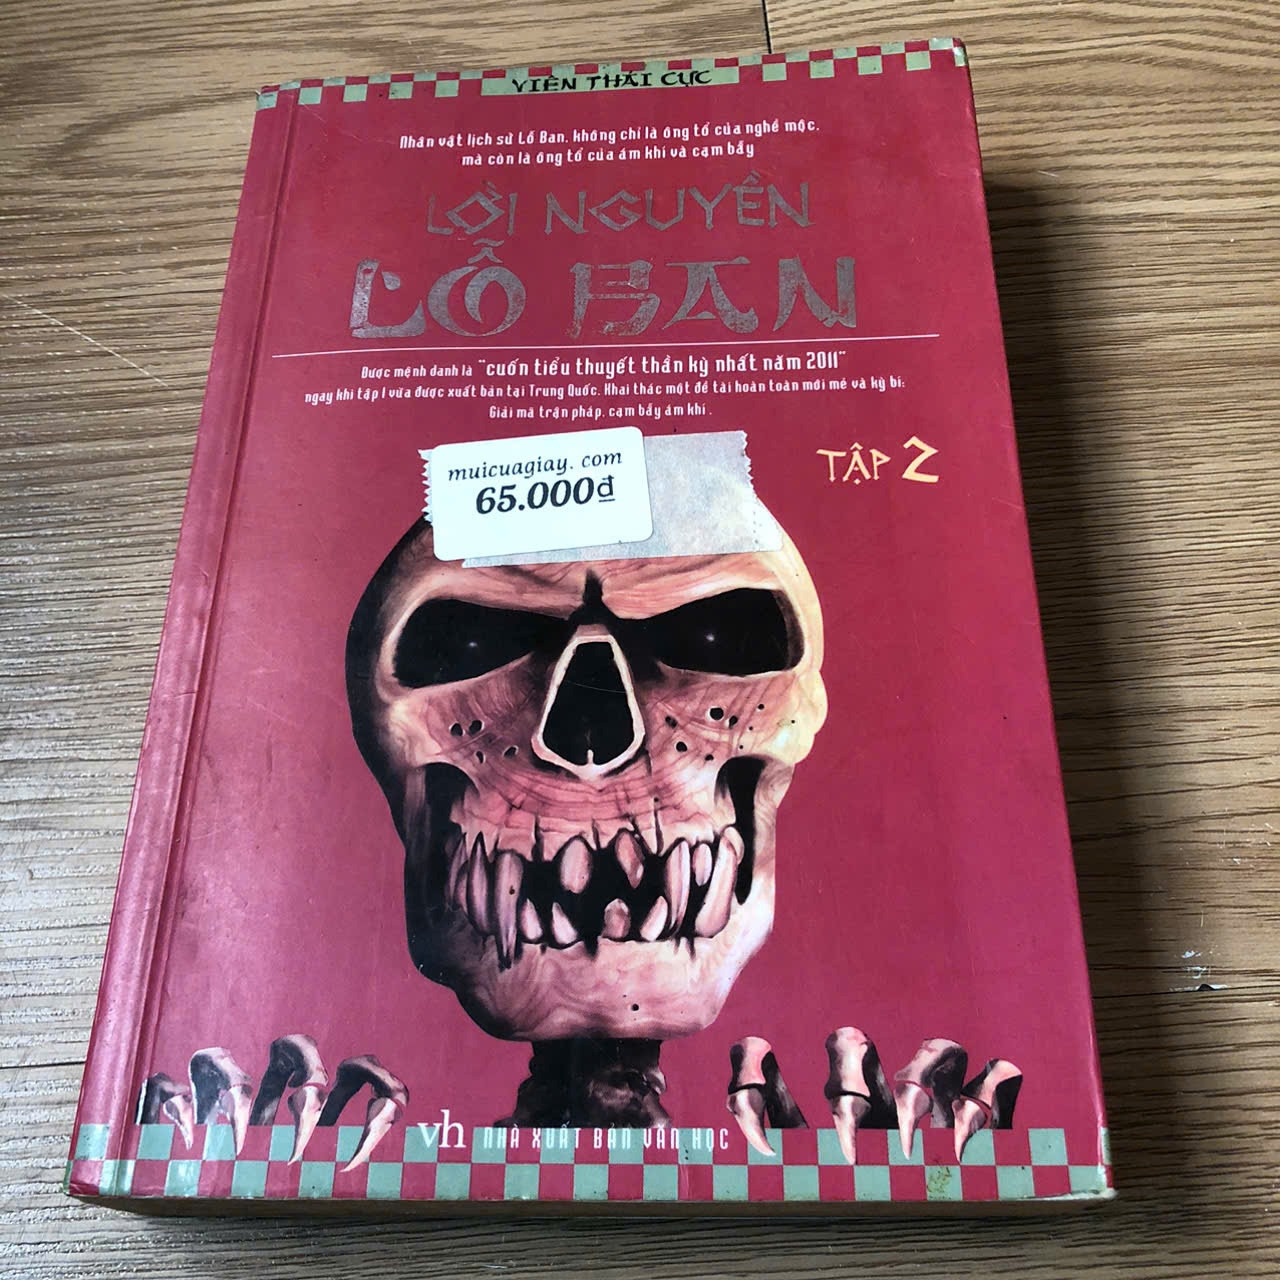 VIÊN THÁI CỰC
Nhân vật lịch sử Lỗ Ban, không chỉ là ông tổ của nghề mộc,
mà còn là ông tổ của ám khí và cạm bẫy
LỜI NGUYỀN
LỖ BAN
Được mệnh danh là "cuốn tiểu thuyết thần kỳ nhất năm 2011"
ngay khi tập 1 vừa được xuất bản tại Trung Quốc. Khai thác một đề tài hoàn toàn mới mẻ và kỳ bí:
Giải mã trận pháp, cạm bẫy ám khí.
TẬP 2
muicuagiay. com
65.000₫
vh NHÀ XUẤT BẢN VĂN HỌC